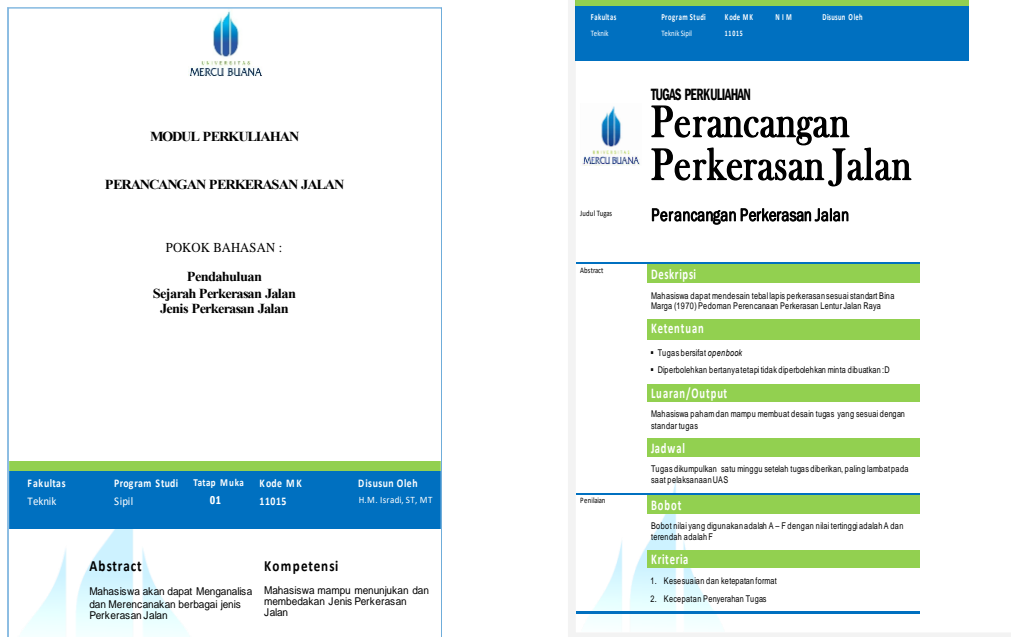 UNIVERSITAS
MERCU BUANA
MODUL PERKULIAHAN
PERANCANGAN PERKERASAN JALAN
POKOK BAHASAN :
Pendahuluan
Sejarah Perkerasan Jalan
Jenis Perkerasan Jalan
Fakultas Program Studi Tatap Muka Kode MK Disusun Oleh
Teknik Sipil 01 11015 H.M. Isradi, ST, MT
Abstract
Mahasiswa akan dapat Menganalisa
dan Merencanakan berbagai jenis
Perkerasan Jalan
Kompetensi
Mahasiswa mampu menunjukan dan
membedakan Jenis Perkerasan
Jalan
Fakultas Program Studi Kode MK N I M Disusun Oleh
Teknik Teknik Sipil 11015
UNIVERSITAS
MERCU BUANA
TUGAS PERKULIAHAN
Perancangan
Perkerasan Jalan
Judul Tugas Perancangan Perkerasan Jalan
Abstract Deskripsi
Mahasiswa dapat mendesain tebal lapis perkerasan sesuai standart Bina
Marga (1970) Pedoman Perencanaan Perkerasan Lentur Jalan Raya
Ketentuan
▪ Tugas bersifat openbook
▪ Diperbolehkan bertanya tetapi tidak diperbolehkan minta dibuatkan :D
Luaran/Output
Mahasiswa paham dan mampu membuat desain tugas yang sesuai dengan
standar tugas
Jadwal
Tugas dikumpulkan satu minggu setelah tugas diberikan, paling lambat pada
saat pelaksanaan UAS
Penilaian Bobot
Bobot nilai yang digunakan adalah A – F dengan nilai tertinggi adalah A dan
terendah adalah F
Kriteria
1. Kesesuaian dan ketepatan format
2. Kecepatan Penyerahan Tugas